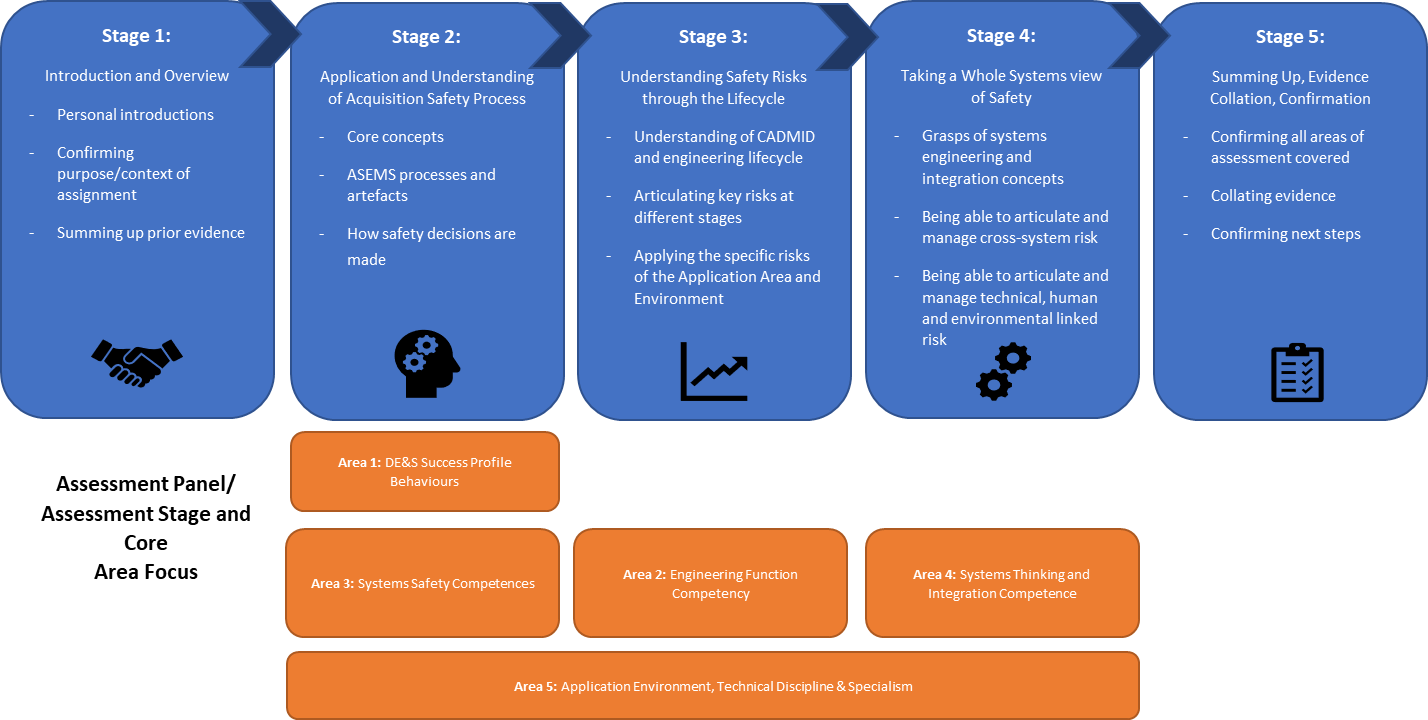 Stage 1:
Introduction and Overview
- Personal introductions
- Confirming
purpose/context of
assignment
- Summing up prior evidence
Stage 2:
Application and Understanding
of Acquisition Safety Process
- Core concepts
- ASEMS processes and
artefacts
- How safety decisions are
made
Stage 3:
Understanding Safety Risks
through the Lifecycle
- Understanding of CADMID
and engineering lifecycle
- Articulating key risks at
different stages
- Applying the specific risks
of the Application Area and
Environment
Stage 4:
Taking a Whole Systems view
of Safety
- Grasps of systems
engineering and
integration concepts
- Being able to articulate and
manage cross-system risk
- Being able to articulate and
manage technical, human
and environmental linked
risk
Stage 5:
Summing Up, Evidence
Collation, Confirmation
- Confirming all areas of
assessment covered
- Collating evidence
- Confirming next steps
Assessment Panel/
Assessment Stage and
Core
Area Focus
Area 1: DE&S Success Profile
Behaviours
Area 3: Systems Safety Competences
Area 2: Engineering Function
Competency
Area 4: Systems Thinking and
Integration Competence
Area 5: Application Environment, Technical Discipline & Specialism